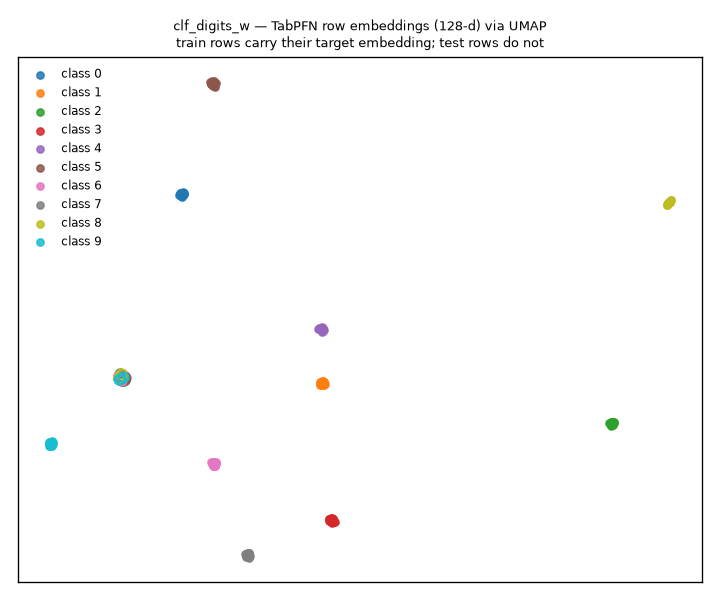 clf_digits_w — TabPFN row embeddings (128-d) via UMAP
train rows carry their target embedding; test rows do not
class 0
class 1
class 2
class 3
class 4
class 5
class 6
class 7
class 8
class 9